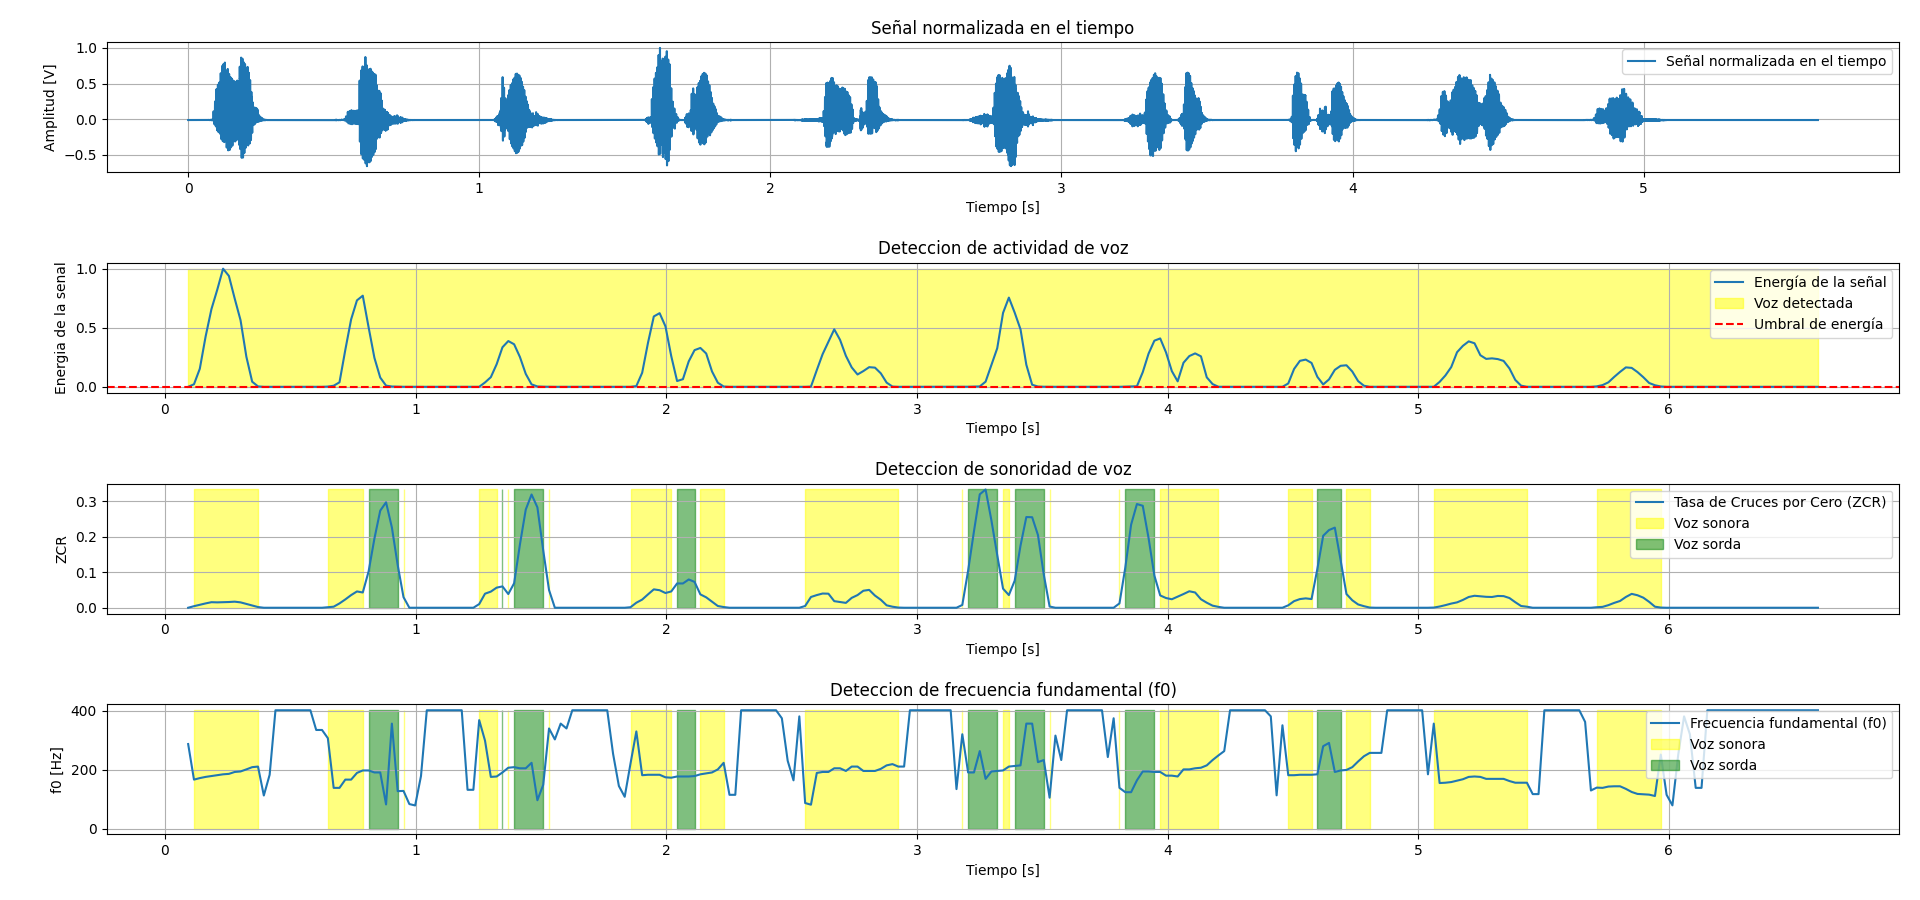 Señal normalizada en el tiempo
1.0
0.5
0.0
−0.5
Amplitud [V]
Señal normalizada en el tiempo
0 1 2 3 4 5
Tiempo [s]
Deteccion de actividad de voz
1.0
0.5
0.0
Energia de la senal
Energía de la señal
Voz detectada
Umbral de energía
0 1 2 3 4 5 6
Tiempo [s]
Deteccion de sonoridad de voz
0.3
0.2
0.1
0.0
ZCR
Tasa de Cruces por Cero (ZCR)
Voz sonora
Voz sorda
0 1 2 3 4 5 6
Tiempo [s]
Deteccion de frecuencia fundamental (f0)
400
200
0
f0 [Hz]
Frecuencia fundamental (f0)
Voz sonora
Voz sorda
0 1 2 3 4 5 6
Tiempo [s]